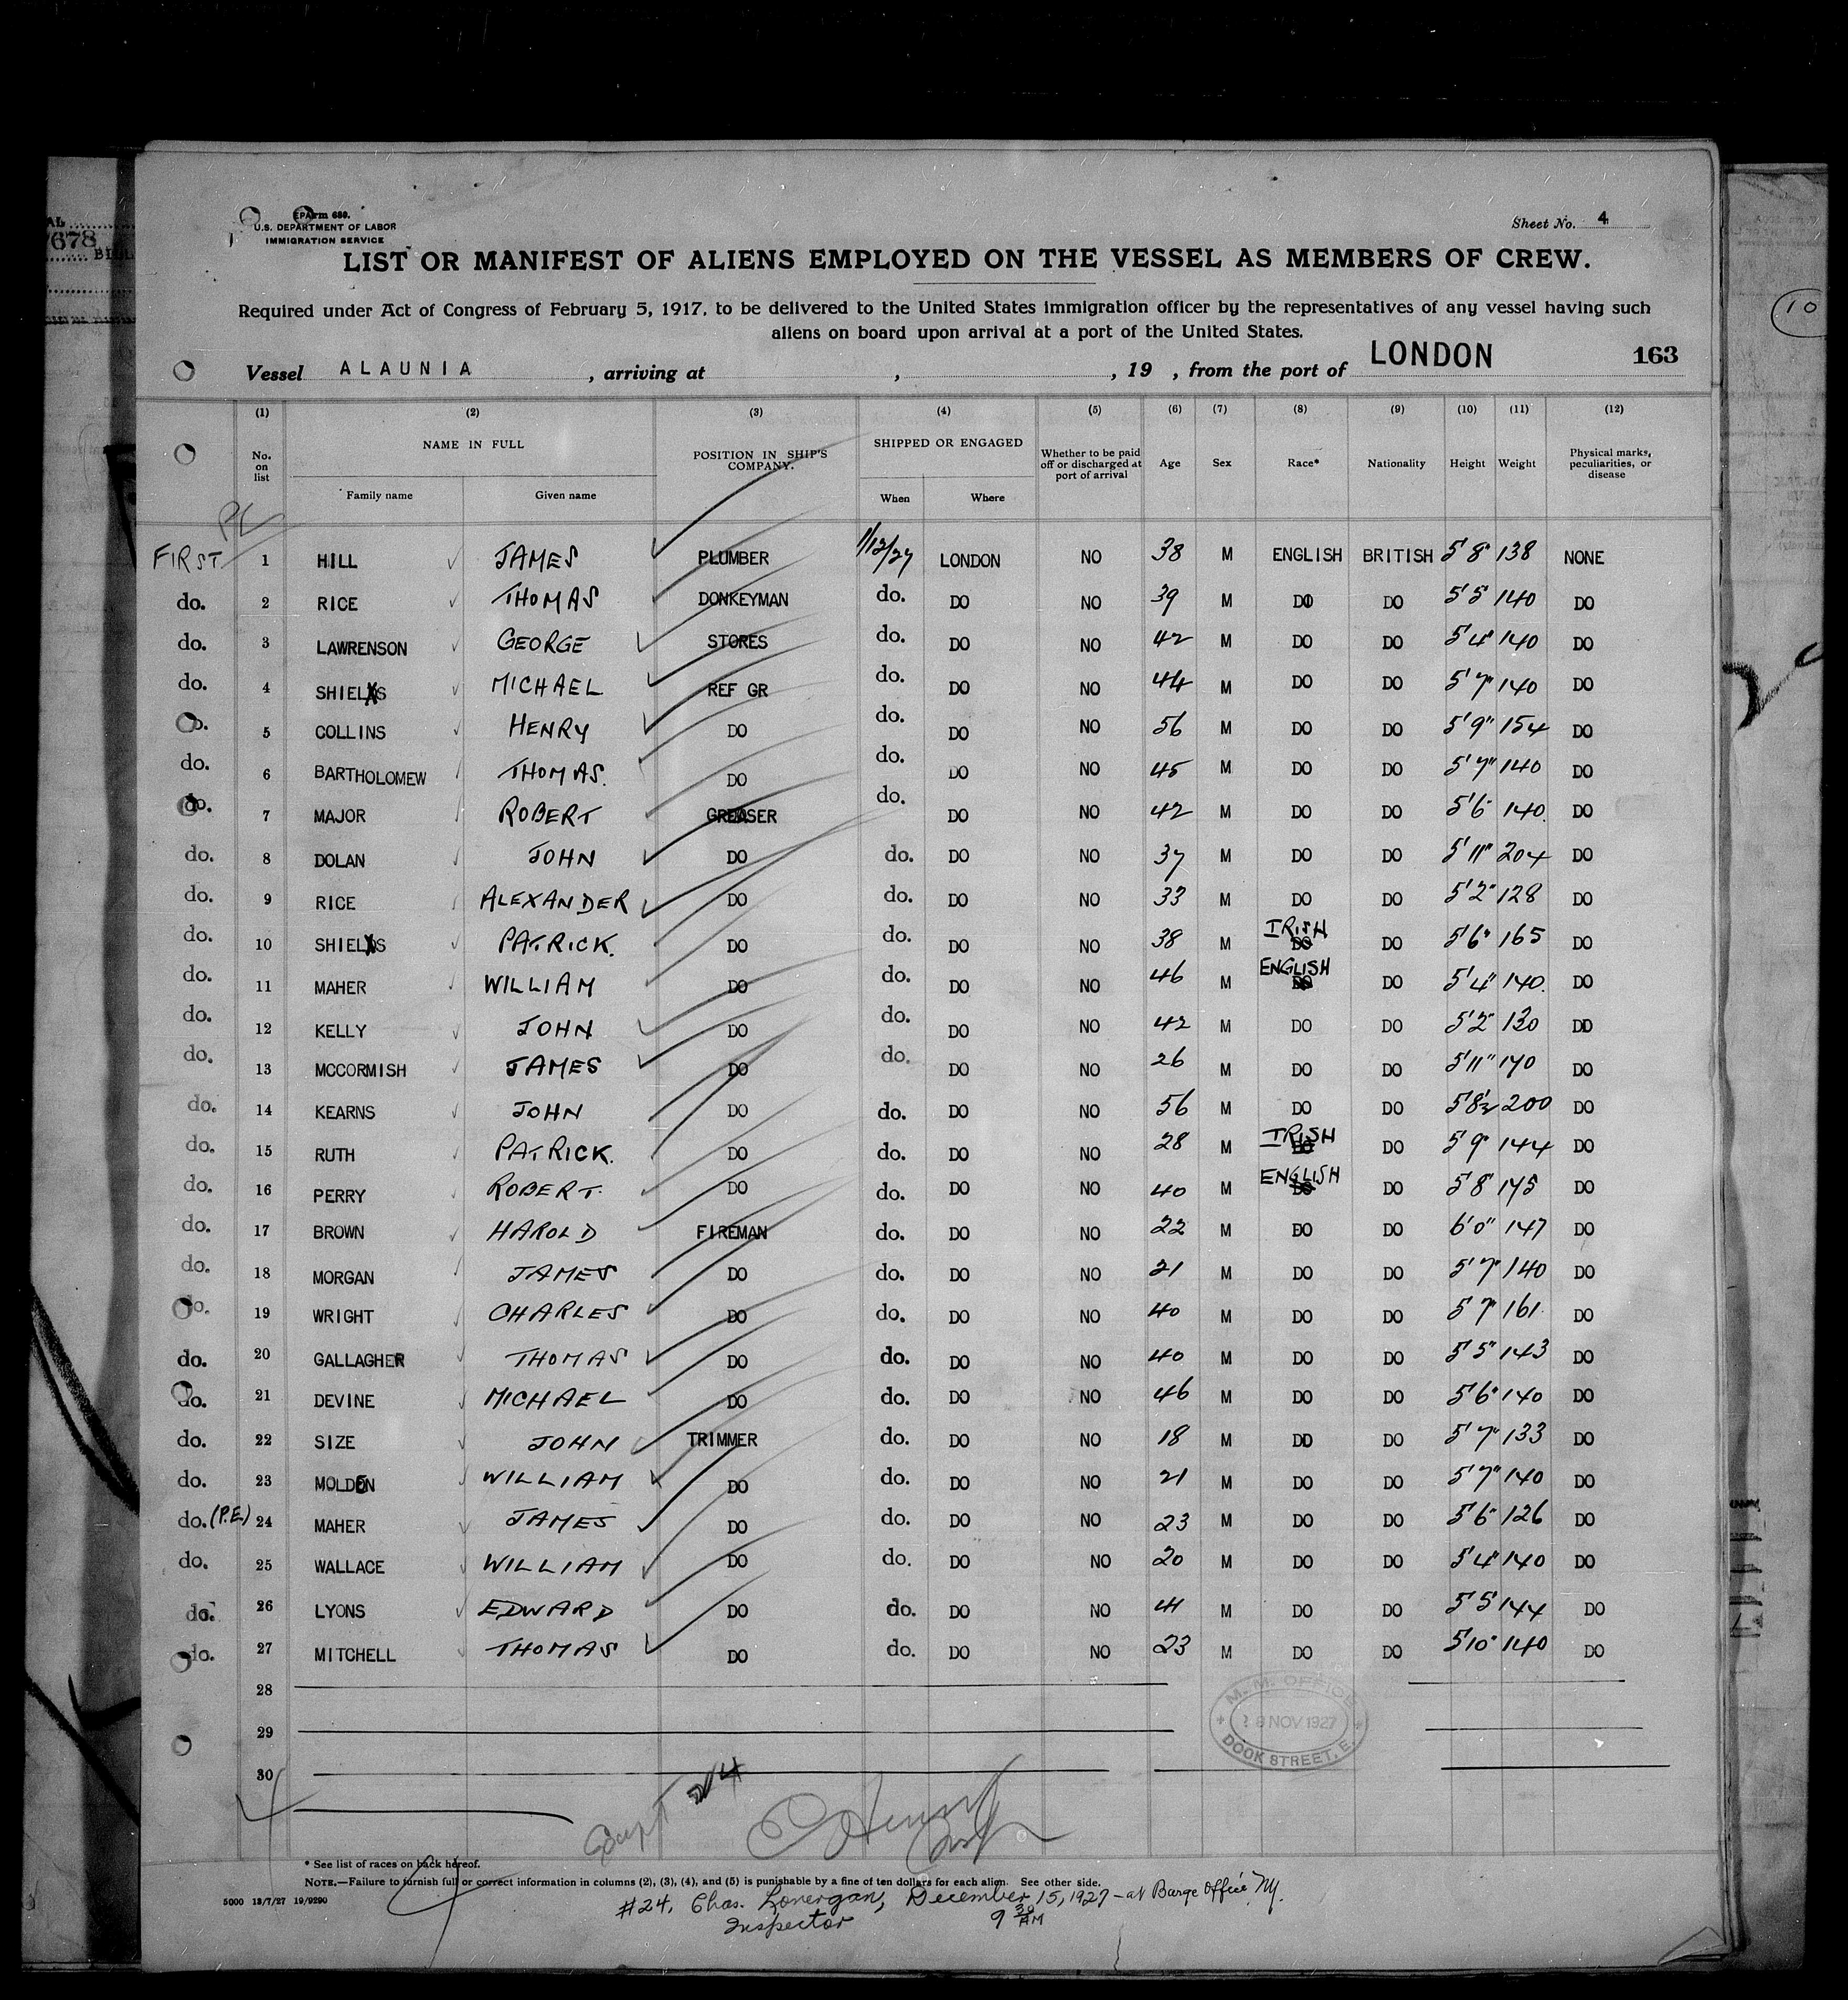 Form 680.
U.S. DEPARTMENT OF LABOR
IMMIGRATION SERVICE
Sheet No. 4
LIST OR MANIFEST OF ALIENS EMPLOYED ON THE VESSEL AS MEMBERS OF CREW.
Required under Act of Congress of February 5, 1917, to be delivered to the United States immigration officer by the representatives of any vessel having such
aliens on board upon arrival at a port of the United States.
Vessel ALAUNIA, arriving at , , 19 , from the port of LONDON 163
(1) (2) (3) (4) (5) (6) (7) (8) (9) (10) (11) (12)
No. on list NAME IN FULL Family name Given name POSITION IN SHIP'S COMPANY. SHIPPED OR ENGAGED When Where Whether to be paid off or discharged at port of arrival Age Sex Race* Nationality Height Weight Physical marks, peculiarities, or disease
FIRST 1 HILL JAMES PLUMBER 1/12/27 LONDON NO 38 M ENGLISH BRITISH 5'8" 138 NONE
do. 2 RICE THOMAS DONKEYMAN do. DO NO 39 M DO DO 5'5" 140 DO
do. 3 LAWRENSON GEORGE STORES do. DO NO 42 M DO DO 5'4" 140 DO
do. 4 SHIELS MICHAEL REF GR do. DO NO 44 M DO DO 5'7" 140 DO
do. 5 COLLINS HENRY DO do. DO NO 56 M DO DO 5'9" 154 DO
do. 6 BARTHOLOMEW THOMAS. DO do. DO NO 45 M DO DO 5'7" 140 DO
do. 7 MAJOR ROBERT GREASER do. DO NO 42 M DO DO 5'6" 140. DO
do. 8 DOLAN JOHN DO do. DO NO 37 M DO DO 5'11" 204 DO
do. 9 RICE ALEXANDER DO do. DO NO 33 M DO DO 5'2" 128 DO
do. 10 SHIELS PATRICK. DO do. DO NO 38 M IRISH DO 5'6" 165 DO
do. 11 MAHER WILLIAM DO do. DO NO 46 M ENGLISH DO 5'4" 140. DO
do. 12 KELLY JOHN DO do. DO NO 42 M DO DO 5'2" 130 DO
do. 13 MCCORMISH JAMES DO do. DO NO 26 M DO DO 5'11" 170 DO
do. 14 KEARNS JOHN DO do. DO NO 56 M DO DO 5'8½ 200 DO
do. 15 RUTH PATRICK. DO do. DO NO 28 M IRISH DO 5'9" 144 DO
do. 16 PERRY ROBERT. DO do. DO NO 40 M ENGLISH DO 5'8 175 DO
do. 17 BROWN HAROLD FIREMAN do. DO NO 22 M DO DO 6'0" 147 DO
do. 18 MORGAN JAMES DO do. DO NO 21 M DO DO 5'7" 140 DO
do. 19 WRIGHT CHARLES DO do. DO NO 40 M DO DO 5'7" 161. DO
do. 20 GALLAGHER THOMAS DO do. DO NO 40 M DO DO 5'5" 143 DO
do. 21 DEVINE MICHAEL DO do. DO NO 46 M DO DO 5'6" 140 DO
do. 22 SIZE JOHN TRIMMER do. DO NO 18 M DO DO 5'7" 133 DO
do. 23 MOLDEN WILLIAM DO do. DO NO 21 M DO DO 5'7" 140 DO
do. (P.E.) 24 MAHER JAMES DO do. DO NO 23 M DO DO 5'6" 126 DO
do. 25 WALLACE WILLIAM DO do. DO NO 20 M DO DO 5'4" 140 DO
do. 26 LYONS EDWARD DO do. DO NO 41 M DO DO 5'5" 144 DO
do. 27 MITCHELL THOMAS DO do. DO NO 23 M DO DO 5'10" 140 DO
28
29
30
M. M. OFFICE
8 NOV 1927
DOCK STREET, E.
* See list of races on back hereof.
NOTE.—Failure to furnish full or correct information in columns (2), (3), (4), and (5) is punishable by a fine of ten dollars for each alien. See other side.
5000 13/7/27 19/9290
#24, Chas. Lonergan, December 15, 1927 - at Barge Office NY.
Inspector 9 30 AM
7678
10